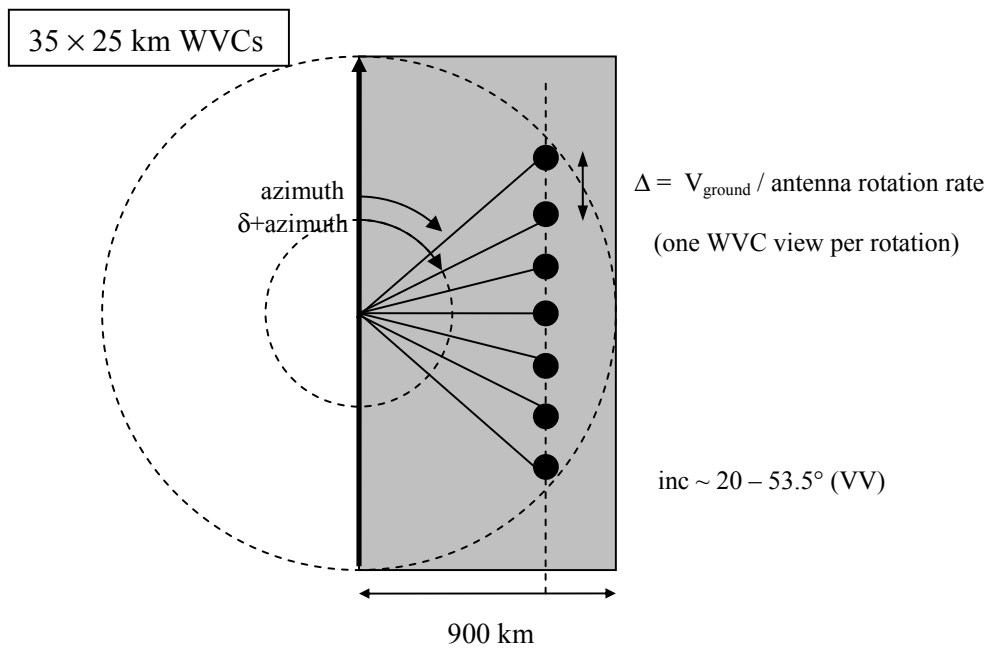 35 × 25 km WVCs
azimuth
δ+azimuth
Δ = V_ground / antenna rotation rate
(one WVC view per rotation)
inc ~ 20 – 53.5° (VV)
900 km